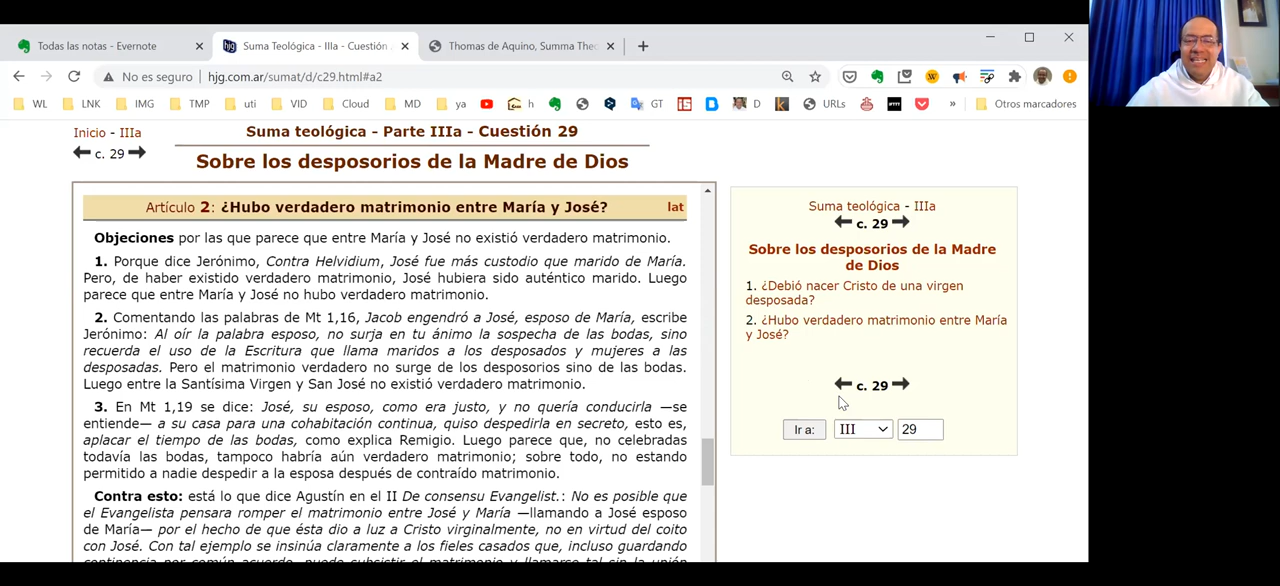 Todas las notas - Evernote
Suma Teológica - IIIa - Cuestión
Thomas de Aquino, Summa Theo
No es seguro | hjg.com.ar/sumat/d/c29.html#a2
WL LNK IMG TMP uti VID Cloud MD ya h GT D URLs » Otros marcadores
Inicio - IIIa
c. 29
Suma teológica - Parte IIIa - Cuestión 29
Sobre los desposorios de la Madre de Dios
Artículo 2: ¿Hubo verdadero matrimonio entre María y José? lat
Objeciones por las que parece que entre María y José no existió verdadero matrimonio.
1. Porque dice Jerónimo, Contra Helvidium, José fue más custodio que marido de María.
Pero, de haber existido verdadero matrimonio, José hubiera sido auténtico marido. Luego
parece que entre María y José no hubo verdadero matrimonio.
2. Comentando las palabras de Mt 1,16, Jacob engendró a José, esposo de María, escribe
Jerónimo: Al oír la palabra esposo, no surja en tu ánimo la sospecha de las bodas, sino
recuerda el uso de la Escritura que llama maridos a los desposados y mujeres a las
desposadas. Pero el matrimonio verdadero no surge de los desposorios sino de las bodas.
Luego entre la Santísima Virgen y San José no existió verdadero matrimonio.
3. En Mt 1,19 se dice: José, su esposo, como era justo, y no quería conducirla —se
entiende— a su casa para una cohabitación continua, quiso despedirla en secreto, esto es,
aplacar el tiempo de las bodas, como explica Remigio. Luego parece que, no celebradas
todavía las bodas, tampoco habría aún verdadero matrimonio; sobre todo, no estando
permitido a nadie despedir a la esposa después de contraído matrimonio.
Contra esto: está lo que dice Agustín en el II De consensu Evangelist.: No es posible que
el Evangelista pensara romper el matrimonio entre José y María —llamando a José esposo
de María— por el hecho de que ésta dio a luz a Cristo virginalmente, no en virtud del coito
con José. Con tal ejemplo se insinúa claramente a los fieles casados que, incluso guardando
continencia por común acuerdo, puede subsistir el matrimonio y llamarse tal sin la unión
Suma teológica - IIIa
c. 29
Sobre los desposorios de la Madre
de Dios
1. ¿Debió nacer Cristo de una virgen
desposada?
2. ¿Hubo verdadero matrimonio entre María
y José?
c. 29
Ir a: III 29